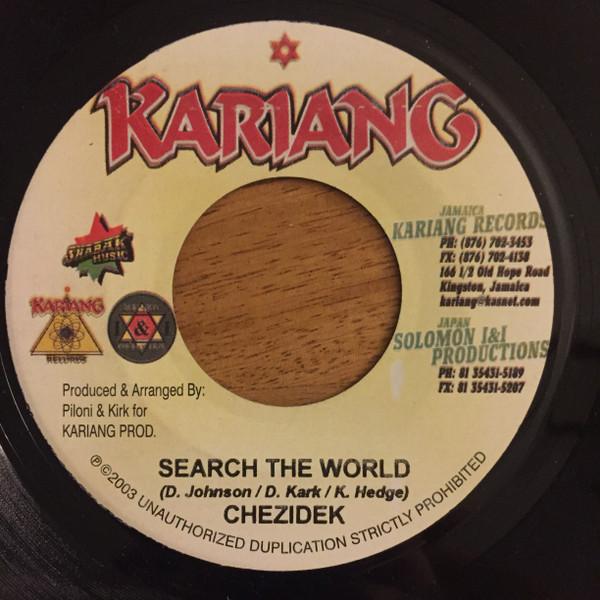 KARIANG
JAMAICA
KARIANG RECORDS
PH: (876) 702-3453
FX: (876) 702-4138
166 1/2 Old Hope Road
Kingston, Jamaica
kariang@kasnet.com
JAPAN
SOLOMON I&I
PRODUCTIONS
PH: 81 35431-5189
FX: 81 35431-5207
SHARAK
MUSIC
KARIANG
RECORDS
I & I
Produced & Arranged By:
Piloni & Kirk for
KARIANG PROD.
SEARCH THE WORLD
(D. Johnson / D. Kark / K. Hedge)
CHEZIDEK
℗©2003 UNAUTHORIZED DUPLICATION STRICTLY PROHIBITED